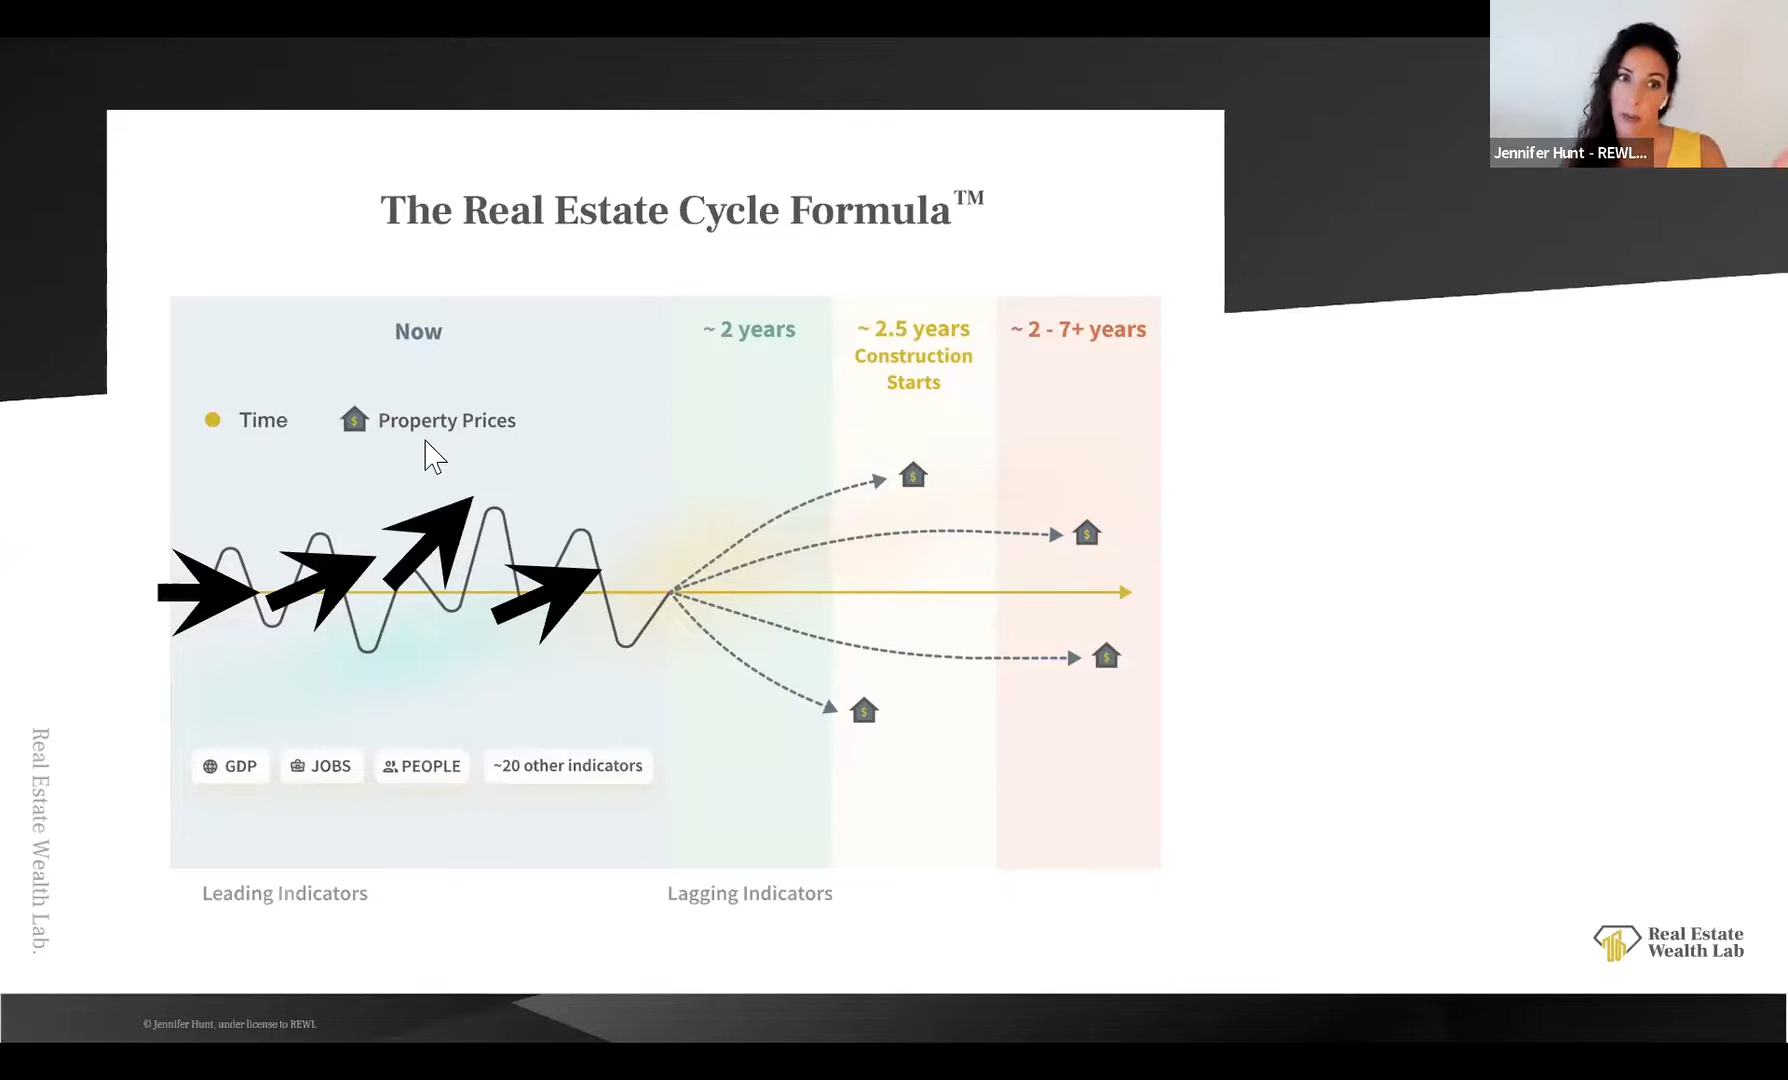 Jennifer Hunt - REWL...
The Real Estate Cycle Formula™
Now
~ 2 years
~ 2.5 years
Construction
Starts
~ 2 - 7+ years
Time
Property Prices
$
$
$
$
$
GDP
JOBS
PEOPLE
~20 other indicators
Leading Indicators
Lagging Indicators
Real Estate Wealth Lab.
Real Estate
Wealth Lab
© Jennifer Hunt, under license to REWL